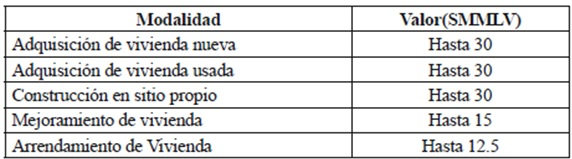 Modalidad Valor(SMMLV)
Adquisición de vivienda nueva Hasta 30
Adquisición de vivienda usada Hasta 30
Construcción en sitio propio Hasta 30
Mejoramiento de vivienda Hasta 15
Arrendamiento de Vivienda Hasta 12.5